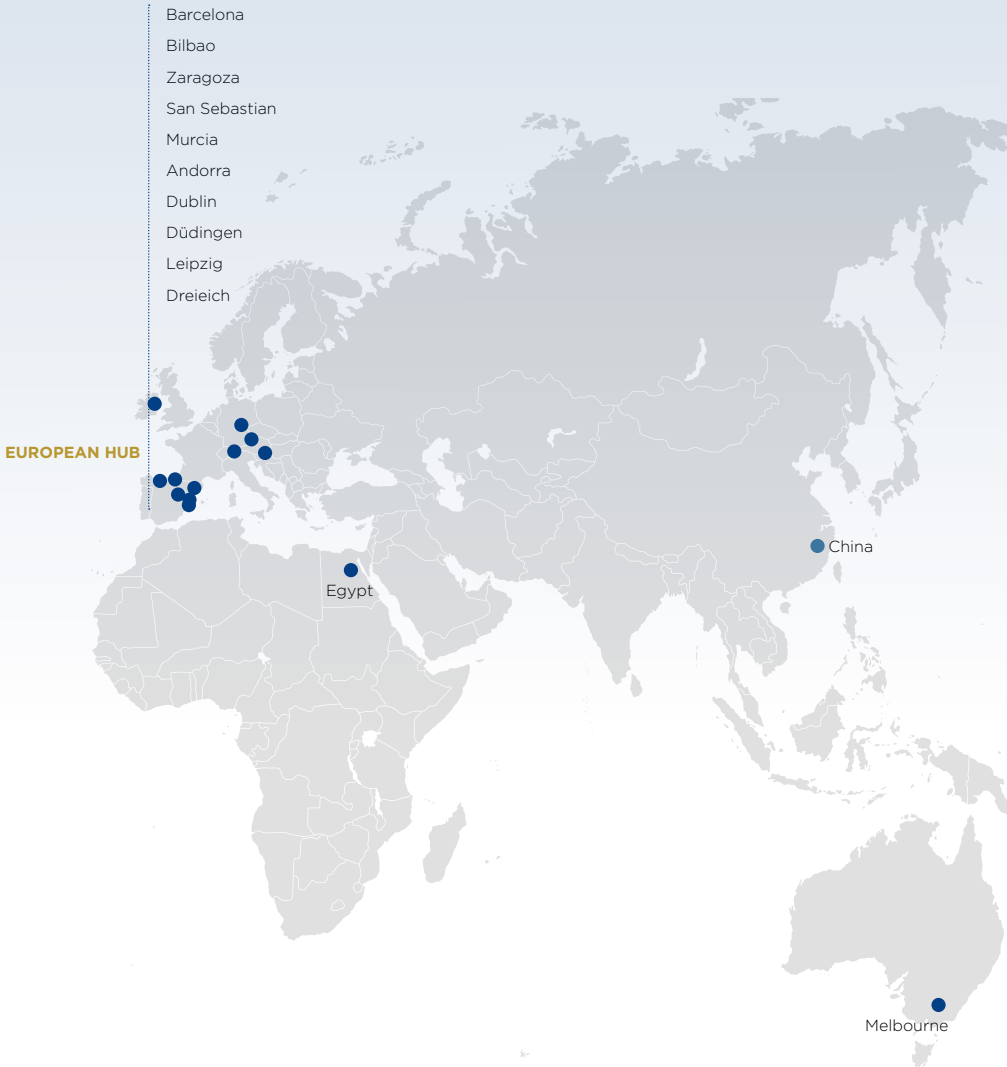 Barcelona
Bilbao
Zaragoza
San Sebastian
Murcia
Andorra
Dublin
Düdingen
Leipzig
Dreieich
EUROPEAN HUB
China
Egypt
Melbourne